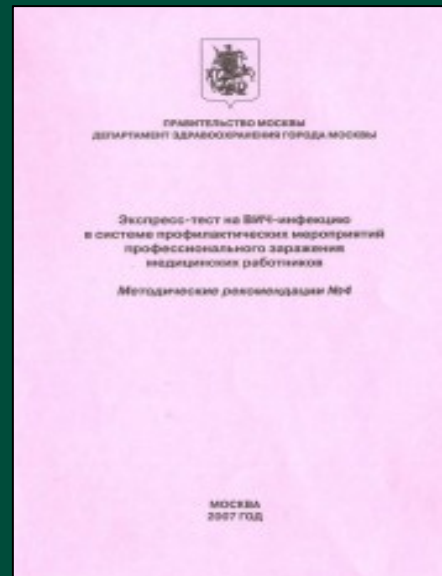 ПРАВИТЕЛЬСТВО МОСКВЫ
ДЕПАРТАМЕНТ ЗДРАВООХРАНЕНИЯ ГОРОДА МОСКВЫ
Экспресс-тест на ВИЧ-инфекцию
в системе профилактических мероприятий
профессионального заражения
медицинских работников
Методические рекомендации №4
МОСКВА
2007 ГОД